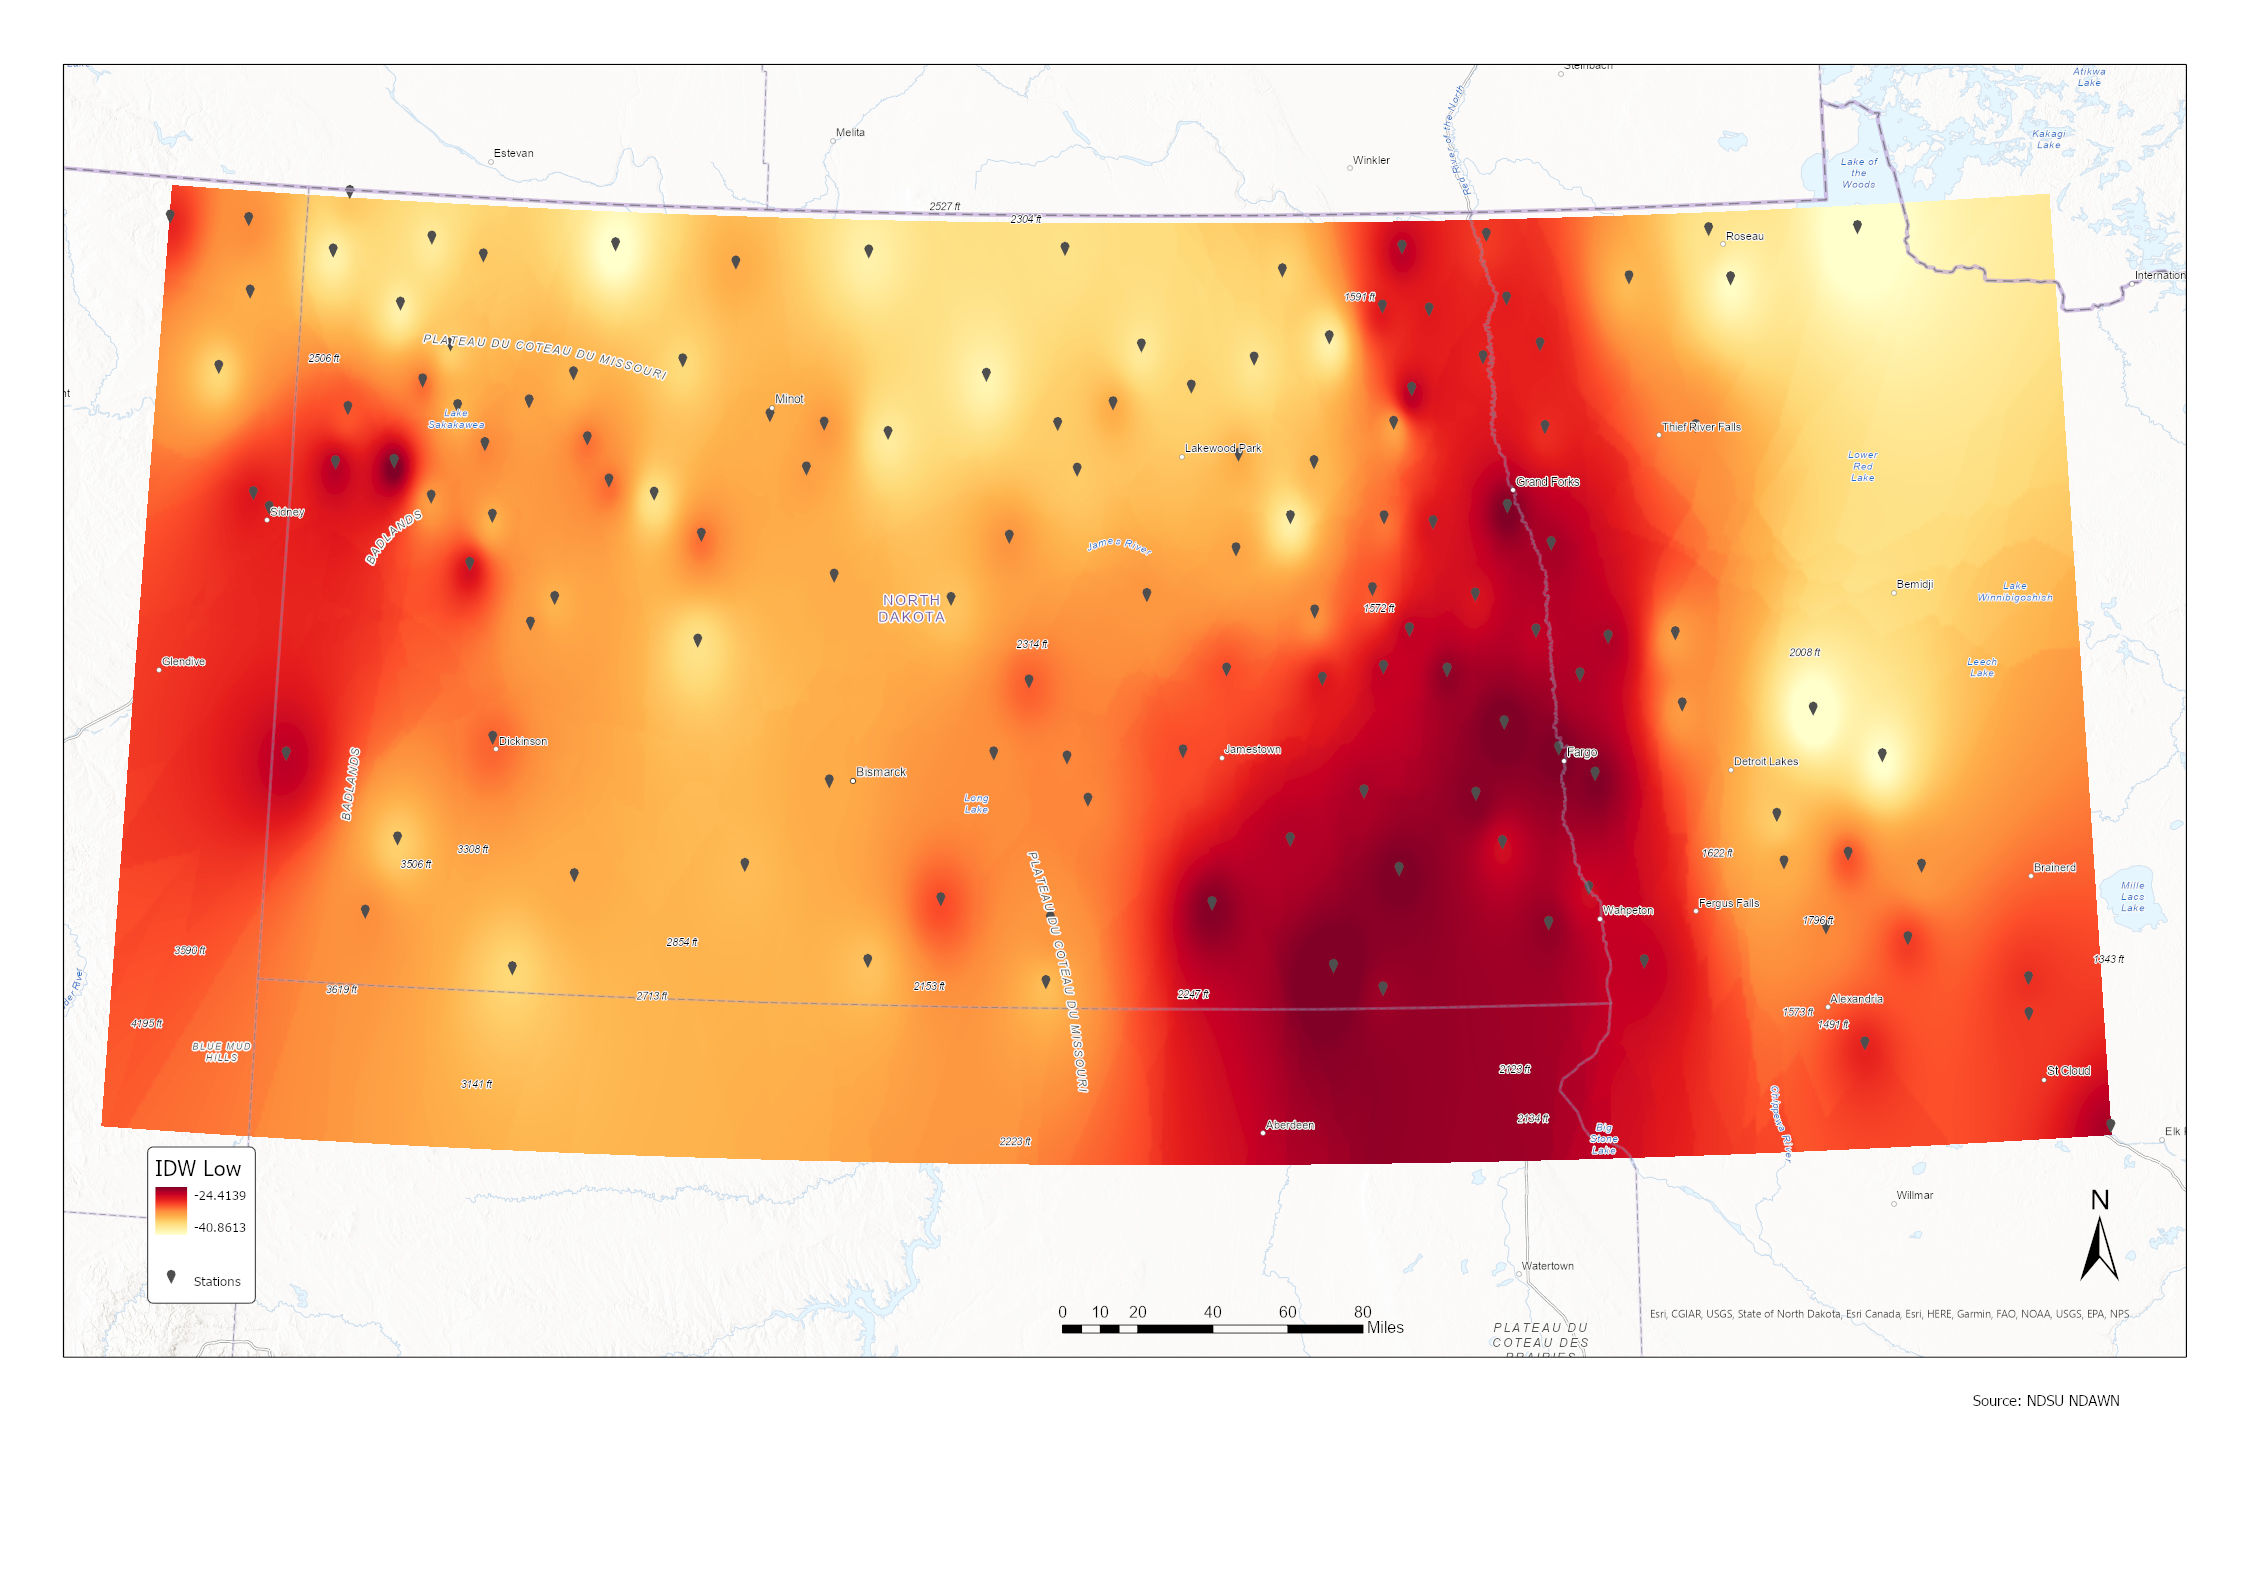 Steinbach
Atikwa
Lake
Kakagi
Lake
Melita
Estevan
Winkler
Red River of the North
Lake of
the
Woods
2527 ft
2304 ft
Roseau
International
1591 ft
PLATEAU DU COTEAU DU MISSOURI
2506 ft
Minot
Lake
Sakakawea
Thief River Falls
Lakewood Park
Lower
Red
Lake
Grand Forks
Sidney
BADLANDS
James River
NORTH
DAKOTA
1572 ft
Bemidji
Lake
Winnibigoshish
2314 ft
2008 ft
Glendive
Leech
Lake
Dickinson
Jamestown
Fargo
Detroit Lakes
Bismarck
BADLANDS
Long
Lake
3308 ft
3506 ft
1622 ft
Brainerd
Mille
Lacs
Lake
PLATEAU DU COTEAU DU MISSOURI
Wahpeton
Fergus Falls
1796 ft
2854 ft
3590 ft
1343 ft
der River
3619 ft
2713 ft
2153 ft
2247 ft
Alexandria
1573 ft
1491 ft
4195 ft
BLUE MUD
HILLS
3141 ft
2129 ft
St Cloud
2134 ft
Chippewa River
Aberdeen
Big
Stone
Lake
2223 ft
Elk
IDW Low
-24.4139
-40.8613
Stations
Willmar
N
Watertown
0 10 20 40 60 80
Miles
PLATEAU DU
COTEAU DES
PRAIRIES
Esri, CGIAR, USGS, State of North Dakota, Esri Canada, Esri, HERE, Garmin, FAO, NOAA, USGS, EPA, NPS
Source: NDSU NDAWN